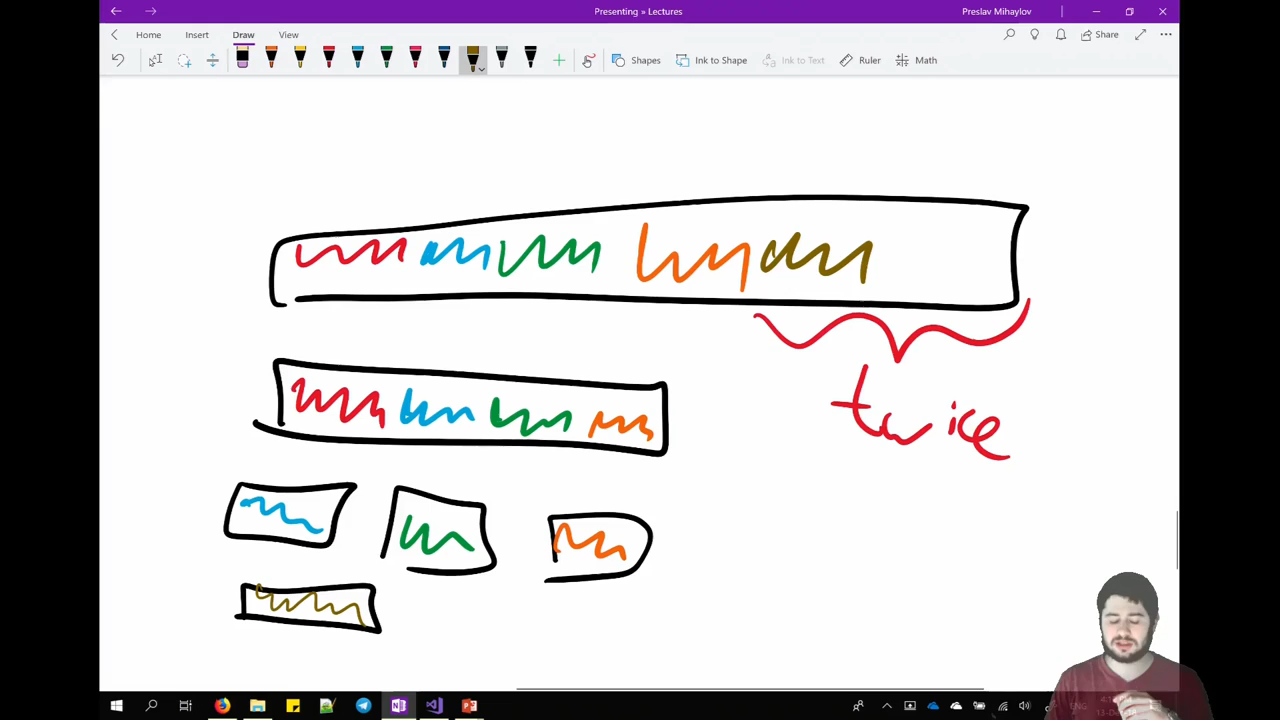 Presenting » Lectures
Preslav Mihaylov
Home
Insert
Draw
View
Share
Shapes
Ink to Shape
Ink to Text
Ruler
Math
twice
ENG